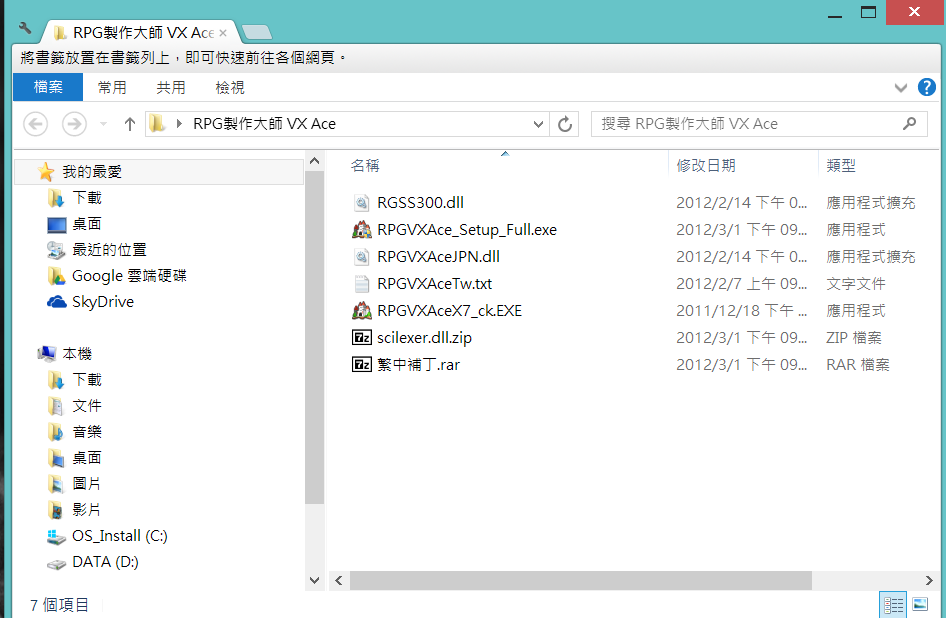 RPG製作大師 VX Ace
將書籤放置在書籤列上，即可快速前往各個網頁。
檔案 常用 共用 檢視
RPG製作大師 VX Ace 搜尋 RPG製作大師 VX Ace
名稱 修改日期 類型
我的最愛
下載
桌面
最近的位置
Google 雲端硬碟
SkyDrive
本機
下載
文件
音樂
桌面
圖片
影片
OS_Install (C:)
DATA (D:)
RGSS300.dll 2012/2/14 下午 0... 應用程式擴充
RPGVXAce_Setup_Full.exe 2012/3/1 下午 09... 應用程式
RPGVXAceJPN.dll 2012/2/14 下午 0... 應用程式擴充
RPGVXAceTw.txt 2012/2/7 上午 09... 文字文件
RPGVXAceX7_ck.EXE 2011/12/18 下午 ... 應用程式
scilexer.dll.zip 2012/3/1 下午 09... ZIP 檔案
繁中補丁.rar 2012/3/1 下午 09... RAR 檔案
7 個項目